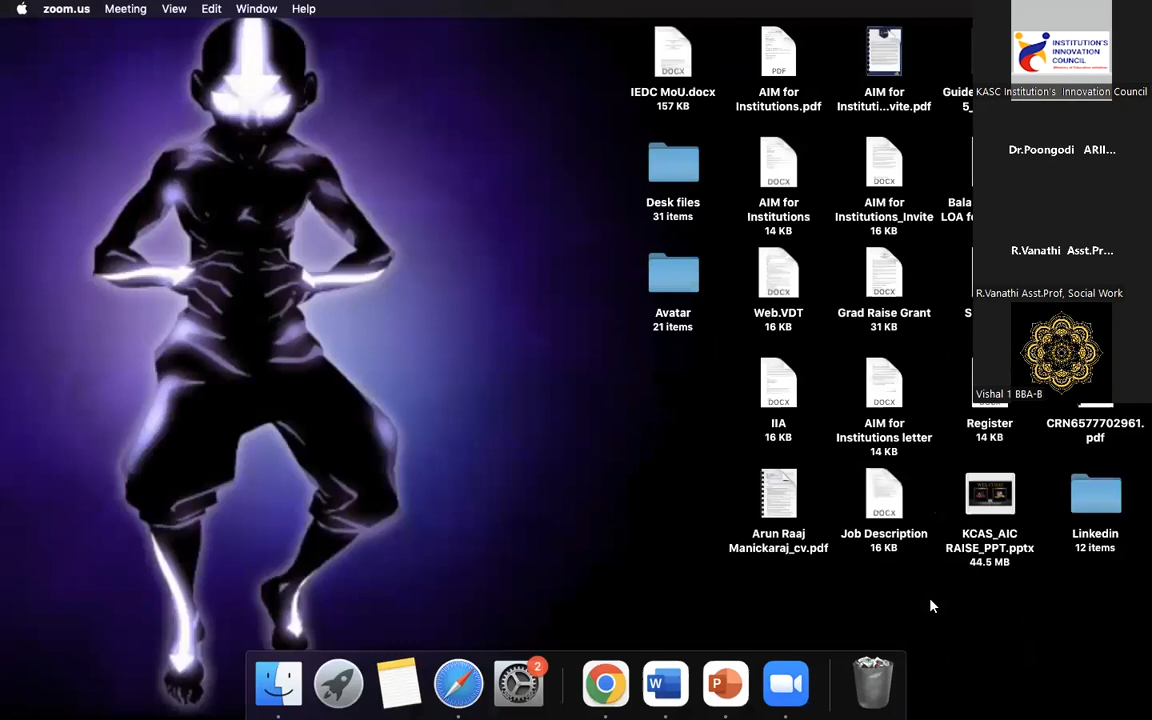 zoom.us Meeting View Edit Window Help
INSTITUTION'S
INNOVATION
COUNCIL
KASC Institution's Innovation Council
Dr.Poongodi ARII...
R.Vanathi Asst.Pr...
R.Vanathi Asst.Prof, Social Work
Vishal 1 BBA-B
DOCX
IEDC MoU.docx
157 KB
PDF
AIM for
Institutions.pdf
AIM for
Instituti...vite.pdf
Guide
5_
Desk files
31 items
DOCX
AIM for
Institutions
14 KB
DOCX
AIM for
Institutions_Invite
16 KB
Bala
LOA fo
Avatar
21 items
DOCX
Web.VDT
16 KB
DOCX
Grad Raise Grant
31 KB
S
DOCX
IIA
16 KB
DOCX
AIM for
Institutions letter
14 KB
Register
14 KB
CRN6577702961.
pdf
Arun Raaj
Manickaraj_cv.pdf
DOCX
Job Description
16 KB
KCAS_AIC
RAISE_PPT.pptx
44.5 MB
Linkedin
12 items
2
W
P